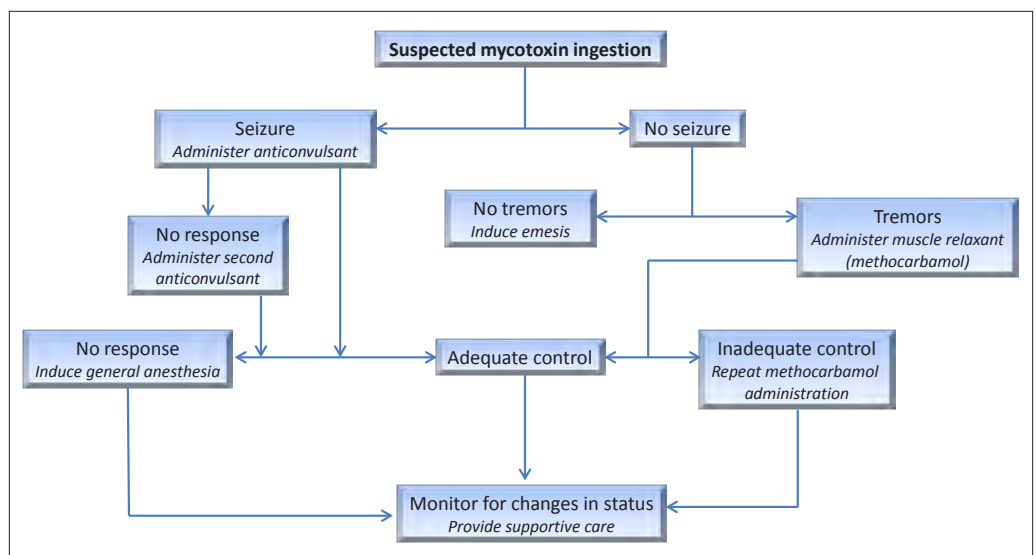 Suspected mycotoxin ingestion
Seizure
Administer anticonvulsant
No seizure
No tremors
Induce emesis
Tremors
Administer muscle relaxant
(methocarbamol)
No response
Administer second
anticonvulsant
No response
Induce general anesthesia
Adequate control
Inadequate control
Repeat methocarbamol
administration
Monitor for changes in status
Provide supportive care